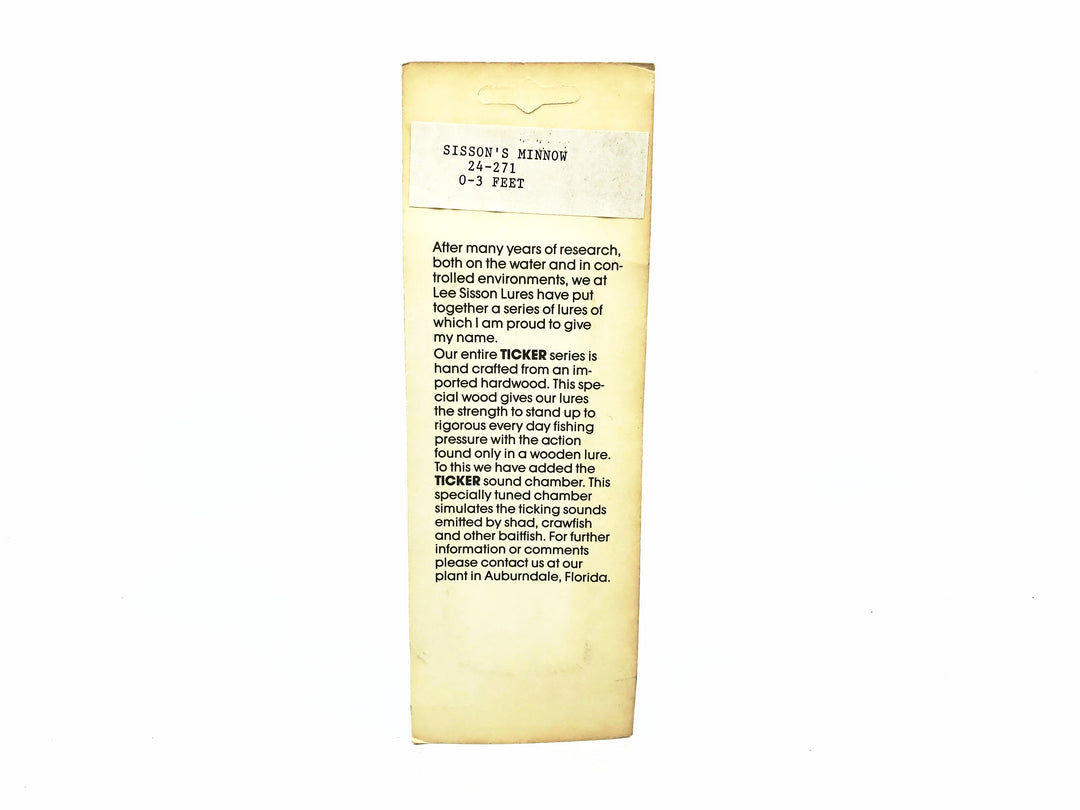 SISSON'S MINNOW
24-271
0-3 FEET
After many years of research,
both on the water and in con-
trolled environments, we at
Lee Sisson Lures have put
together a series of lures of
which I am proud to give
my name.
Our entire TICKER series is
hand crafted from an im-
ported hardwood. This spe-
cial wood gives our lures
the strength to stand up to
rigorous every day fishing
pressure with the action
found only in a wooden lure.
To this we have added the
TICKER sound chamber. This
specially tuned chamber
simulates the ticking sounds
emitted by shad, crawfish
and other baitfish. For further
information or comments
please contact us at our
plant in Auburndale, Florida.